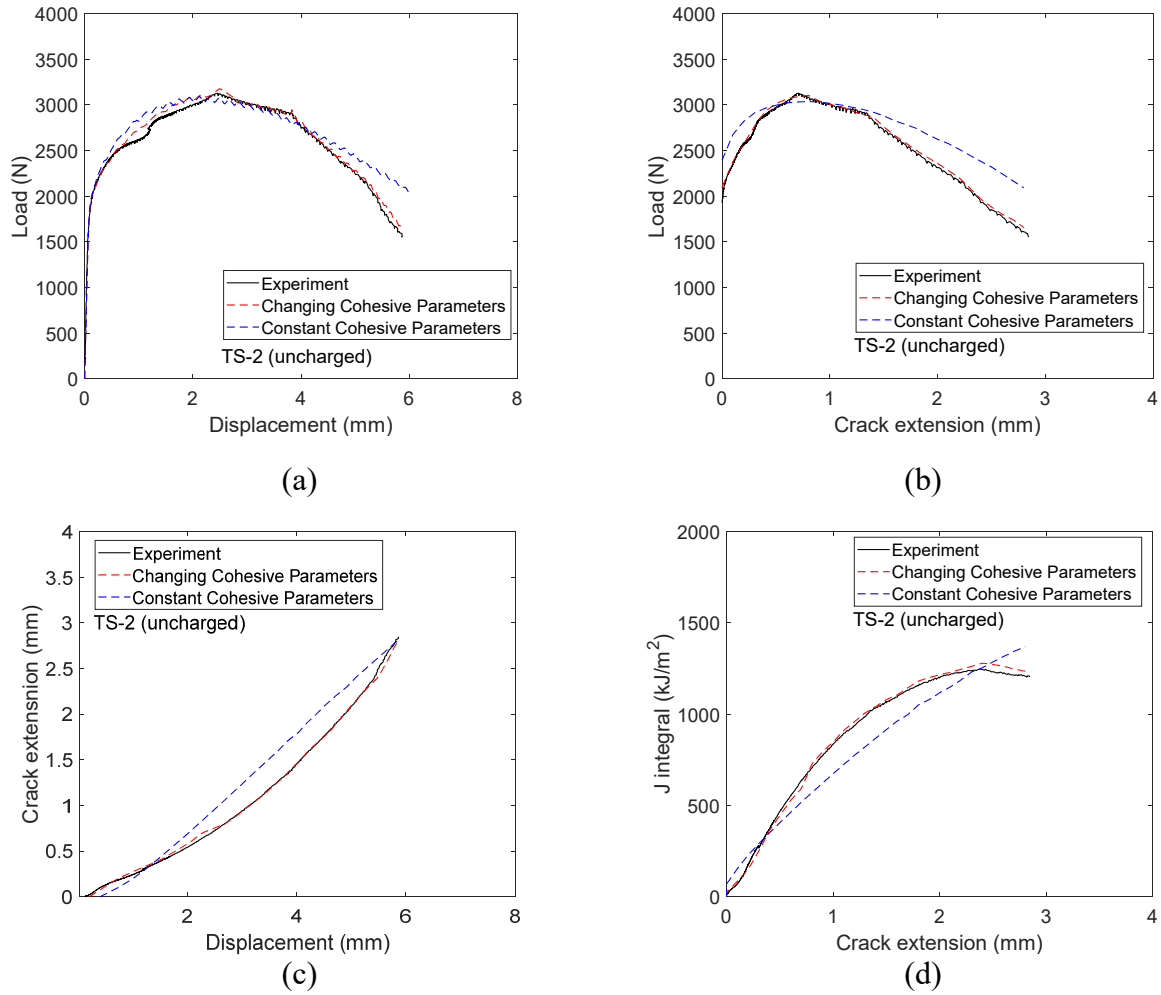 4000
3500
3000
2500
2000
1500
1000
500
0
Load (N)
Experiment
Changing Cohesive Parameters
Constant Cohesive Parameters
TS-2 (uncharged)
0 2 4 6 8
Displacement (mm)
(a)
4000
3500
3000
2500
2000
1500
1000
500
0
Load (N)
Experiment
Changing Cohesive Parameters
Constant Cohesive Parameters
TS-2 (uncharged)
0 1 2 3 4
Crack extension (mm)
(b)
4
3.5
3
2.5
2
1.5
1
0.5
0
Crack extensnion (mm)
Experiment
Changing Cohesive Parameters
Constant Cohesive Parameters
TS-2 (uncharged)
2 4 6 8
Displacement (mm)
(c)
2000
1500
1000
500
0
J integral (kJ/m²)
Experiment
Changing Cohesive Parameters
Constant Cohesive Parameters
TS-2 (uncharged)
0 1 2 3 4
Crack extension (mm)
(d)